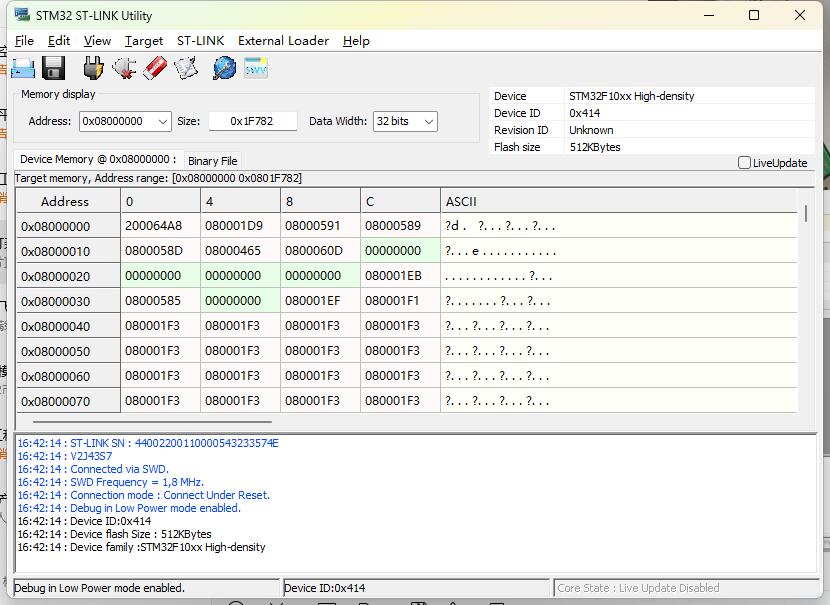 STM32 ST-LINK Utility
File Edit View Target ST-LINK External Loader Help
Memory display
Address: 0x08000000 Size: 0x1F782 Data Width: 32 bits
Device STM32F10xx High-density
Device ID 0x414
Revision ID Unknown
Flash size 512KBytes
LiveUpdate
Device Memory @ 0x08000000 : Binary File
Target memory, Address range: [0x08000000 0x0801F782]
Address 0 4 8 C ASCII
0x08000000 200064A8 080001D9 08000591 08000589 ?d. ?...?...?...
0x08000010 0800058D 08000465 0800060D 00000000 ?...e...........
0x08000020 00000000 00000000 00000000 080001EB ............?...
0x08000030 08000585 00000000 080001EF 080001F1 ?.......?...?...
0x08000040 080001F3 080001F3 080001F3 080001F3 ?...?...?...?...
0x08000050 080001F3 080001F3 080001F3 080001F3 ?...?...?...?...
0x08000060 080001F3 080001F3 080001F3 080001F3 ?...?...?...?...
0x08000070 080001F3 080001F3 080001F3 080001F3 ?...?...?...?...
16:42:14 : ST-LINK SN : 44002200110000543233574E
16:42:14 : V2J43S7
16:42:14 : Connected via SWD.
16:42:14 : SWD Frequency = 1,8 MHz.
16:42:14 : Connection mode : Connect Under Reset.
16:42:14 : Debug in Low Power mode enabled.
16:42:14 : Device ID:0x414
16:42:14 : Device flash Size : 512KBytes
16:42:14 : Device family :STM32F10xx High-density
Debug in Low Power mode enabled. Device ID:0x414 Core State : Live Update Disabled